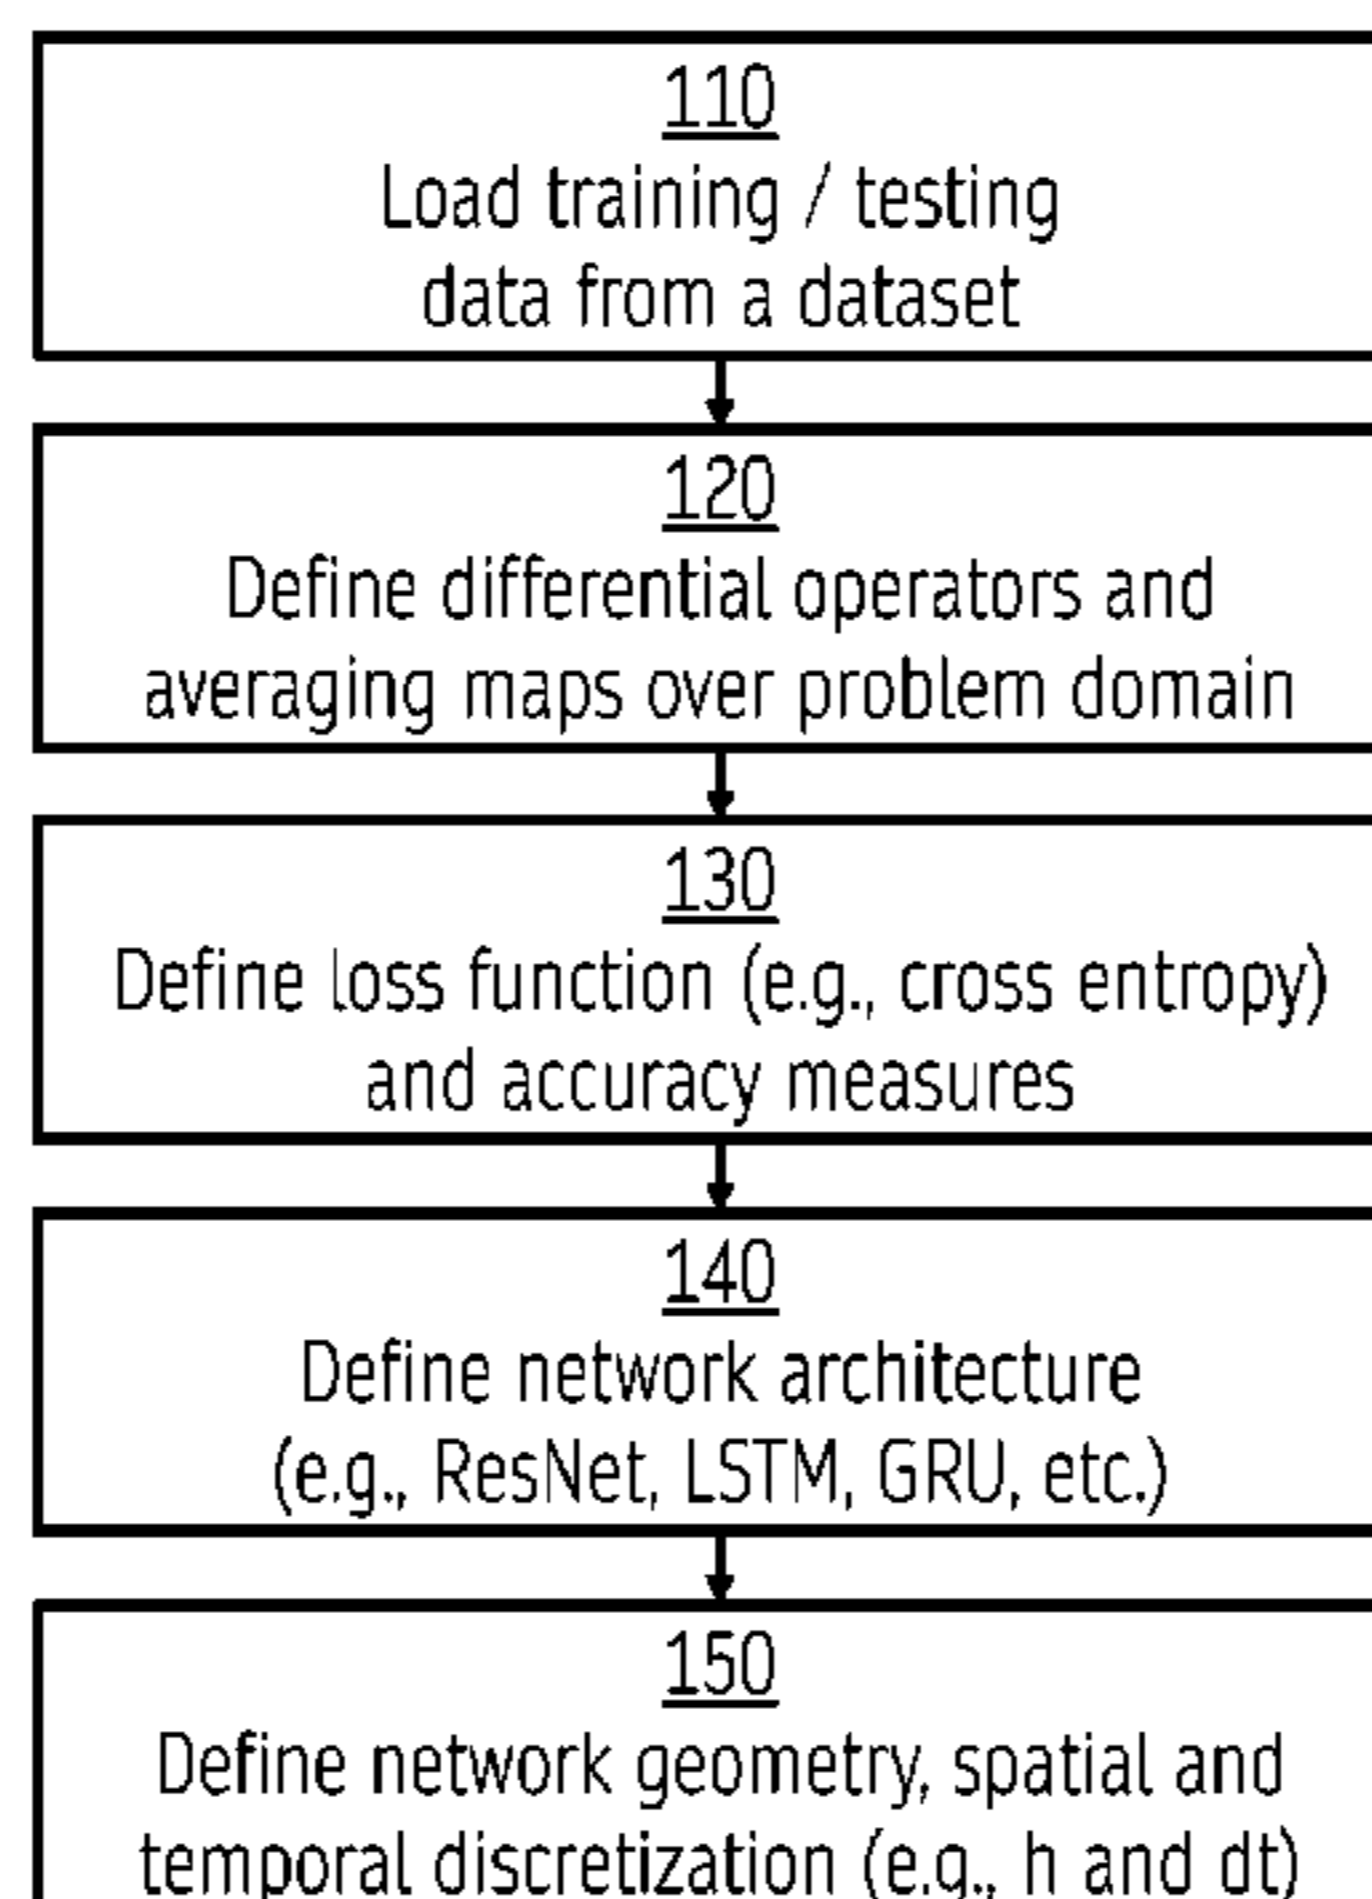 110
Load training / testing
data from a dataset
120
Define differential operators and
averaging maps over problem domain
130
Define loss function (e.g., cross entropy)
and accuracy measures
140
Define network architecture
(e.g., ResNet, LSTM, GRU, etc.)
150
Define network geometry, spatial and
temporal discretization (e.g., h and dt)